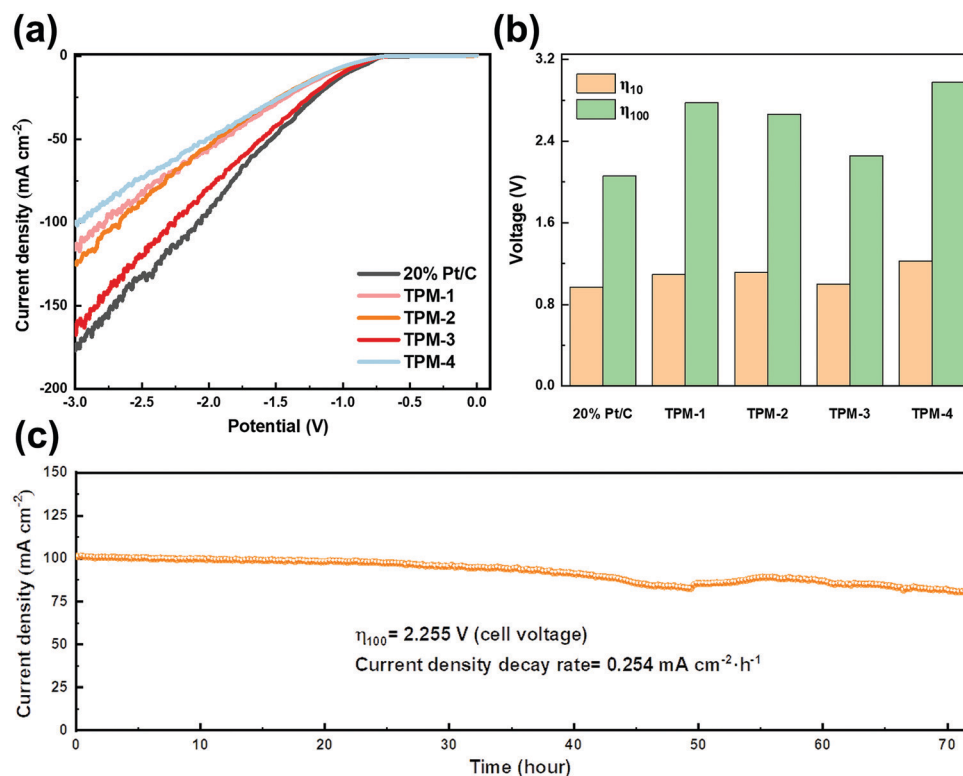 (a)
0
-50
-100
-150
-200
Current density (mA cm⁻²)
20% Pt/C
TPM-1
TPM-2
TPM-3
TPM-4
-3.0 -2.5 -2.0 -1.5 -1.0 -0.5 0.0
Potential (V)
(b)
3.2
2.4
1.6
0.8
0.0
Voltage (V)
η₁₀
η₁₀₀
20% Pt/C TPM-1 TPM-2 TPM-3 TPM-4
(c)
150
125
100
75
50
25
0
Current density (mA cm⁻²)
η₁₀₀= 2.255 V (cell voltage)
Current density decay rate= 0.254 mA cm⁻²·h⁻¹
0 10 20 30 40 50 60 70
Time (hour)